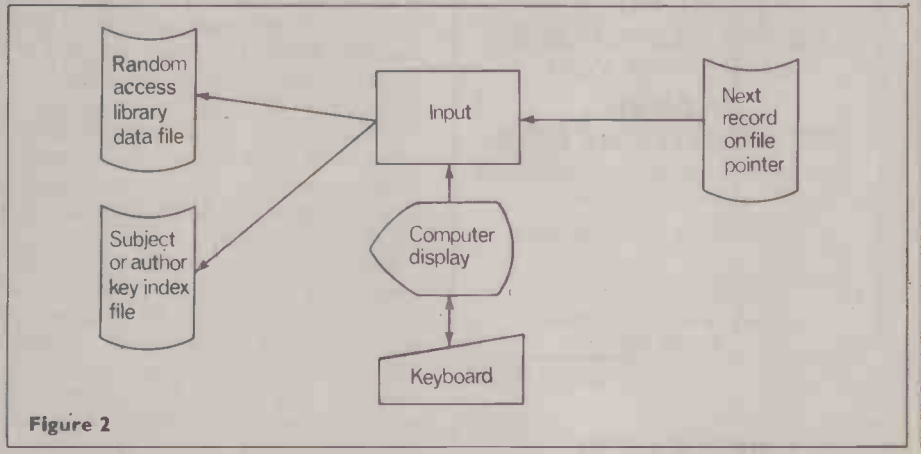 Random
access
library
data file
Input
Next
record
on file
pointer
Subject
or author
key index
file
Computer
display
Keyboard
Figure 2